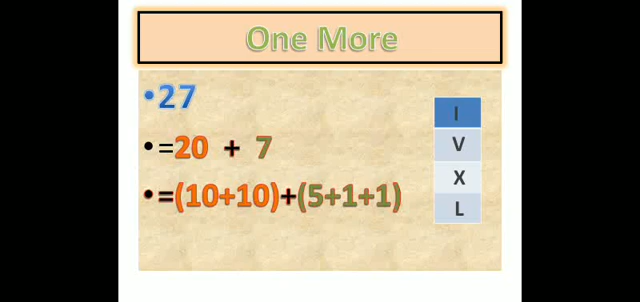 One More
•27
•=20 + 7
•=(10+10)+(5+1+1)
I
V
X
L